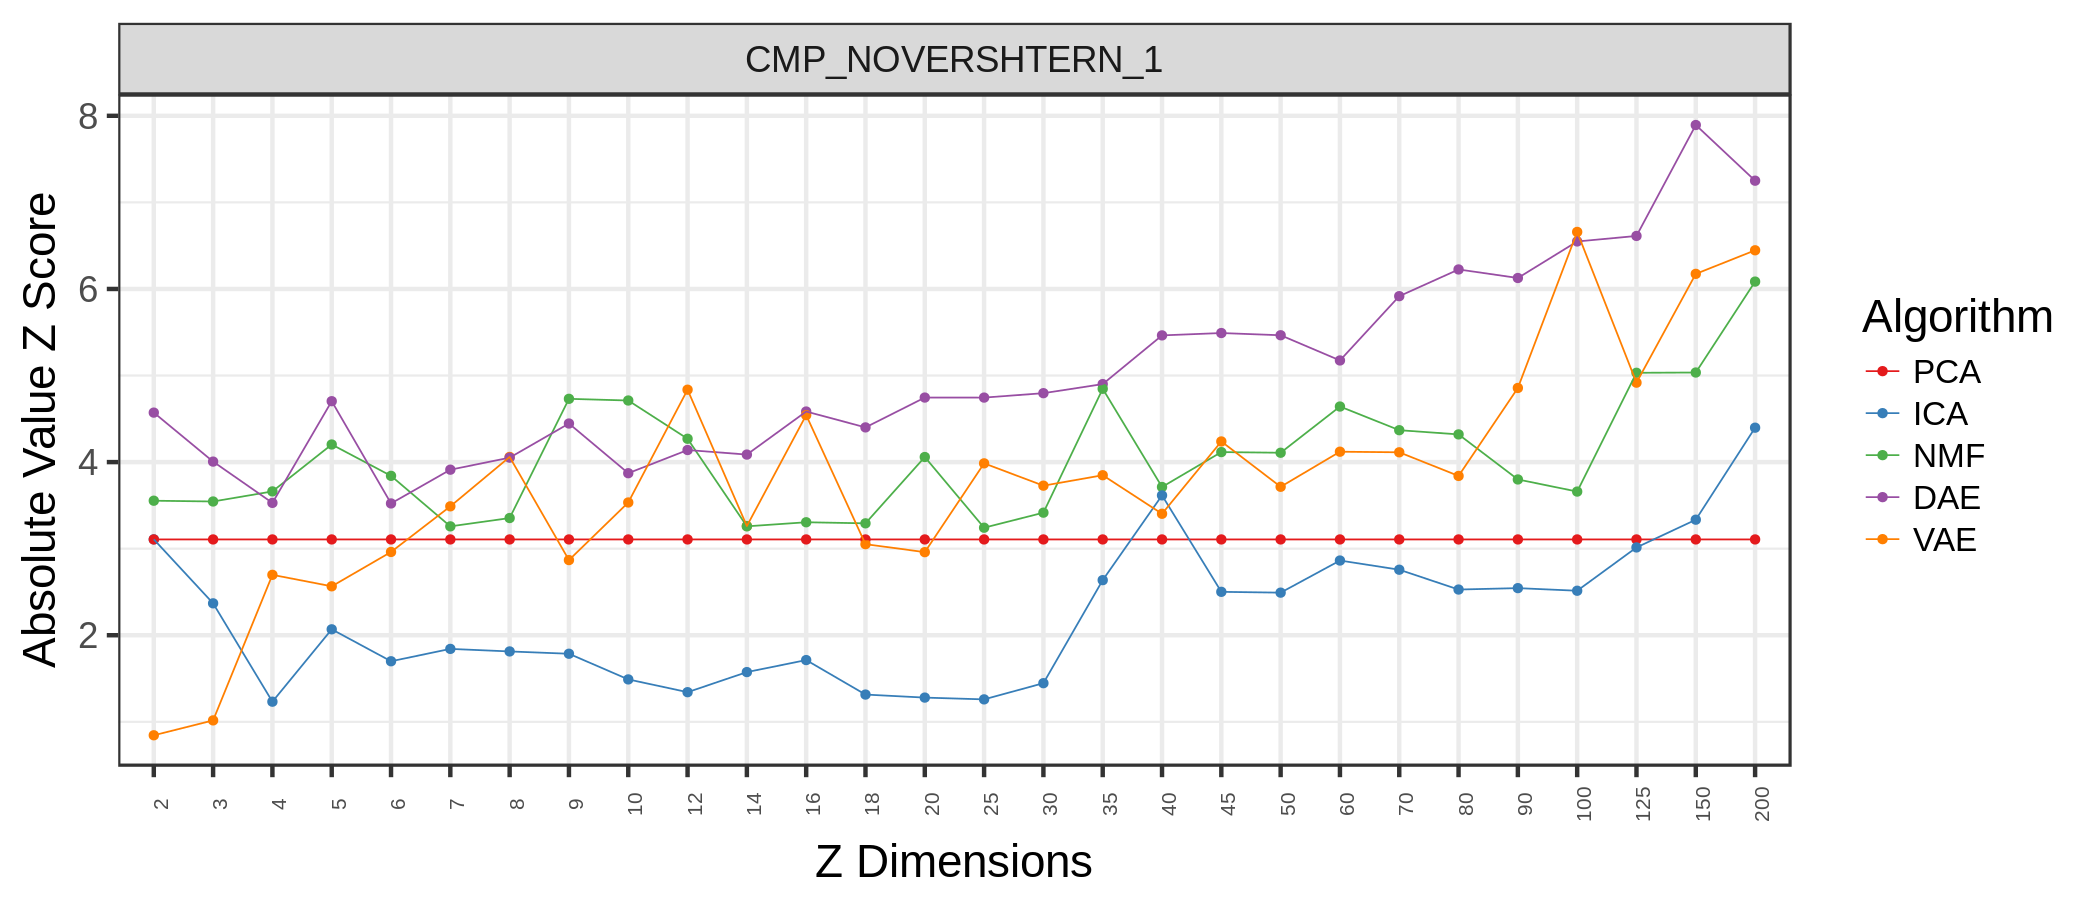 CMP_NOVERSHTERN_1
Absolute Value Z Score
8
6
4
2
2 3 4 5 6 7 8 9 10 12 14 16 18 20 25 30 35 40 45 50 60 70 80 90 100 125 150 200
Z Dimensions
Algorithm
PCA
ICA
NMF
DAE
VAE